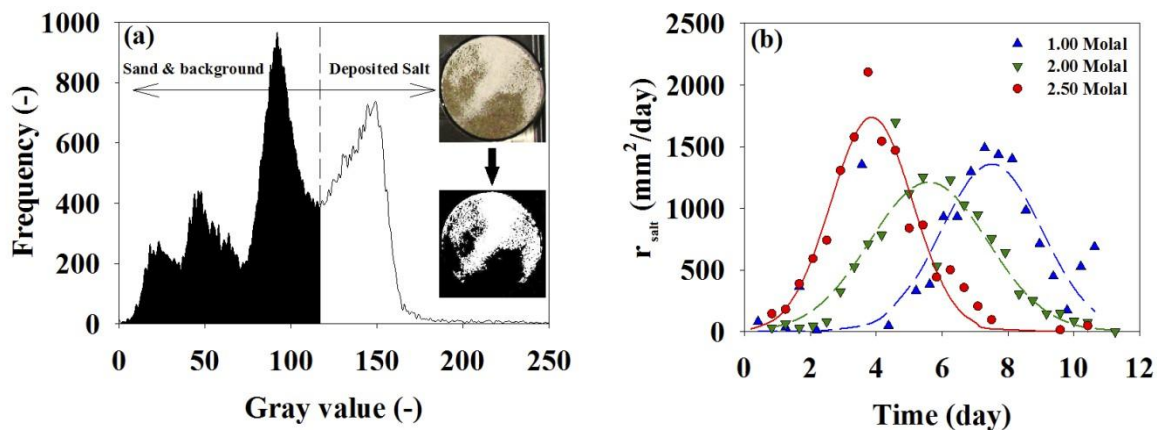 (a)
Sand & background
Deposited Salt
1000
800
600
400
200
0
Frequency (-)
0 50 100 150 200 250
Gray value (-)
(b)
1.00 Molal
2.00 Molal
2.50 Molal
2500
2000
1500
1000
500
0
r salt (mm²/day)
0 2 4 6 8 10 12
Time (day)